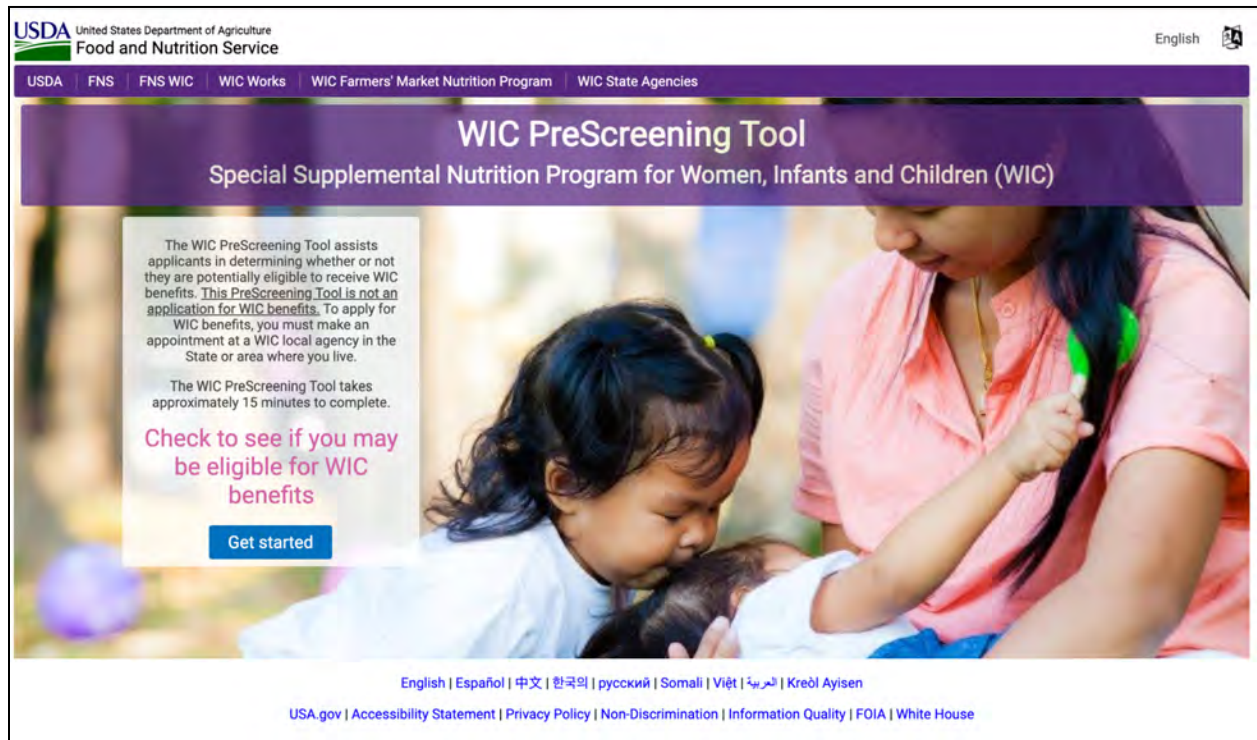 USDA United States Department of Agriculture
Food and Nutrition Service
English
USDA | FNS | FNS WIC | WIC Works | WIC Farmers' Market Nutrition Program | WIC State Agencies
WIC PreScreening Tool
Special Supplemental Nutrition Program for Women, Infants and Children (WIC)
The WIC PreScreening Tool assists
applicants in determining whether or not
they are potentially eligible to receive WIC
benefits. This PreScreening Tool is not an
application for WIC benefits. To apply for
WIC benefits, you must make an
appointment at a WIC local agency in the
State or area where you live.
The WIC PreScreening Tool takes
approximately 15 minutes to complete.
Check to see if you may
be eligible for WIC
benefits
Get started
English | Español | 中文 | 한국의 | русский | Somali | Việt | العربية | Kreòl Ayisen
USA.gov | Accessibility Statement | Privacy Policy | Non-Discrimination | Information Quality | FOIA | White House